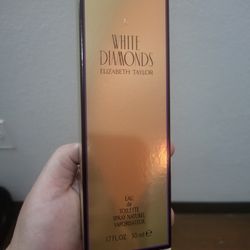 WHITE
DIAMONDS
ELIZABETH TAYLOR
EAU
de
TOILETTE
SPRAY NATUREL
VAPORISATEUR
1.7 FL.OZ. 50 ml ℮